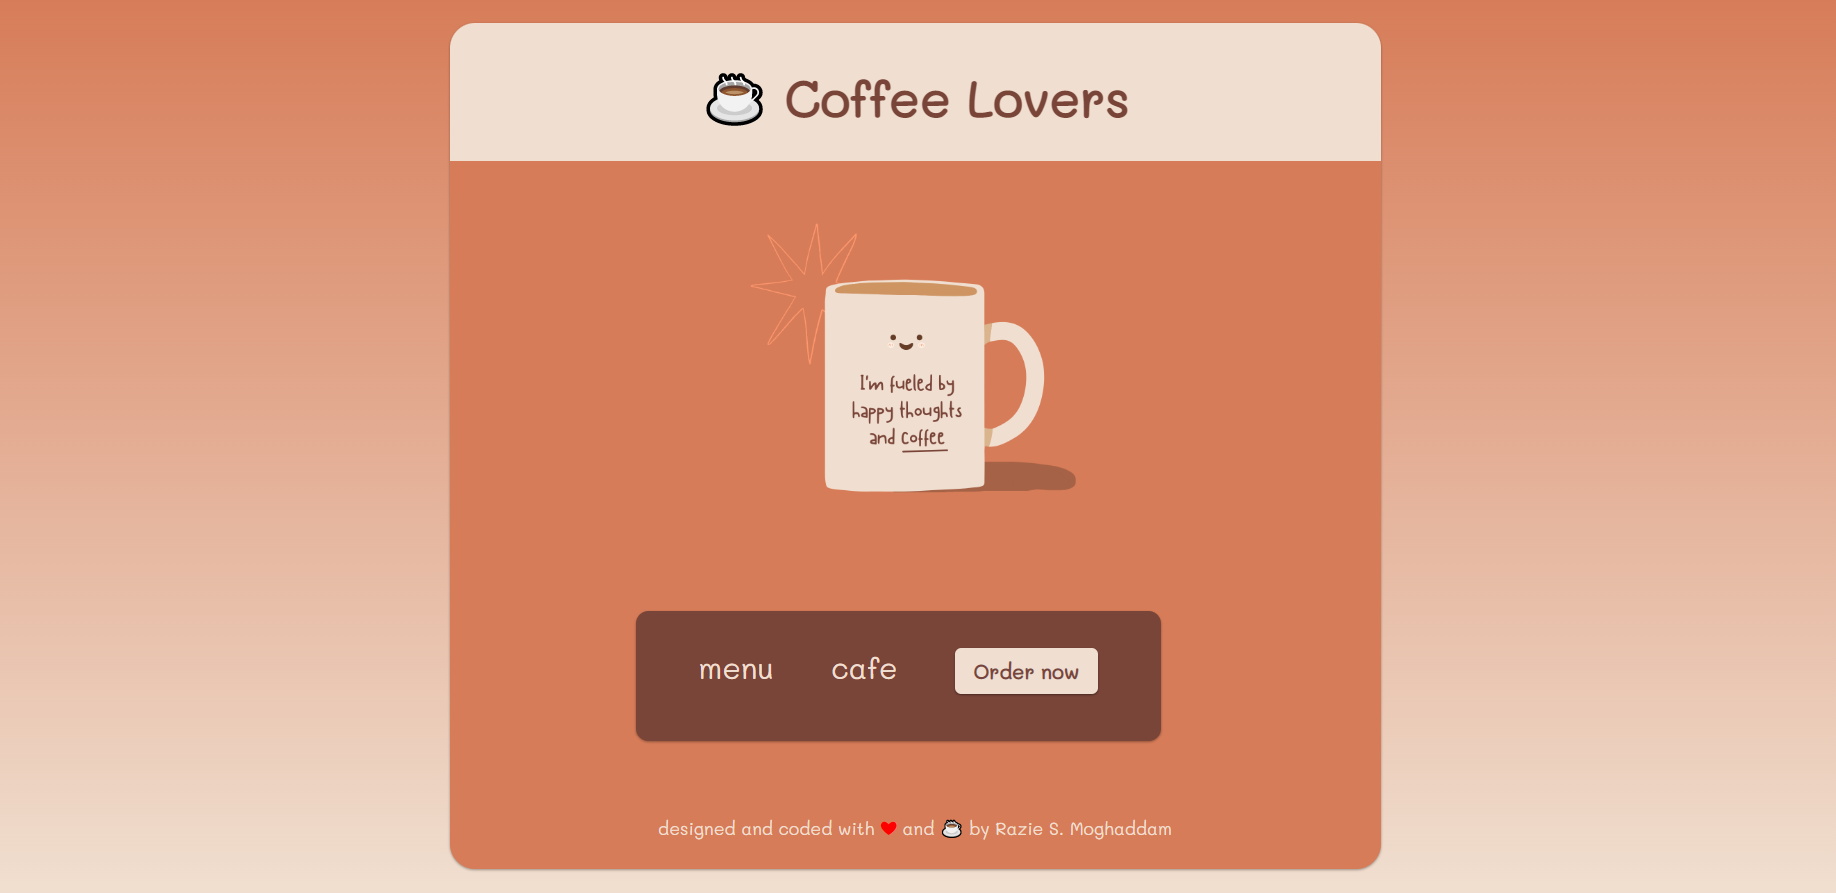 ☕ Coffee Lovers
I'm fueled by
happy thoughts
and coffee
menu cafe Order now
designed and coded with ❤ and ☕ by Razie S. Moghaddam